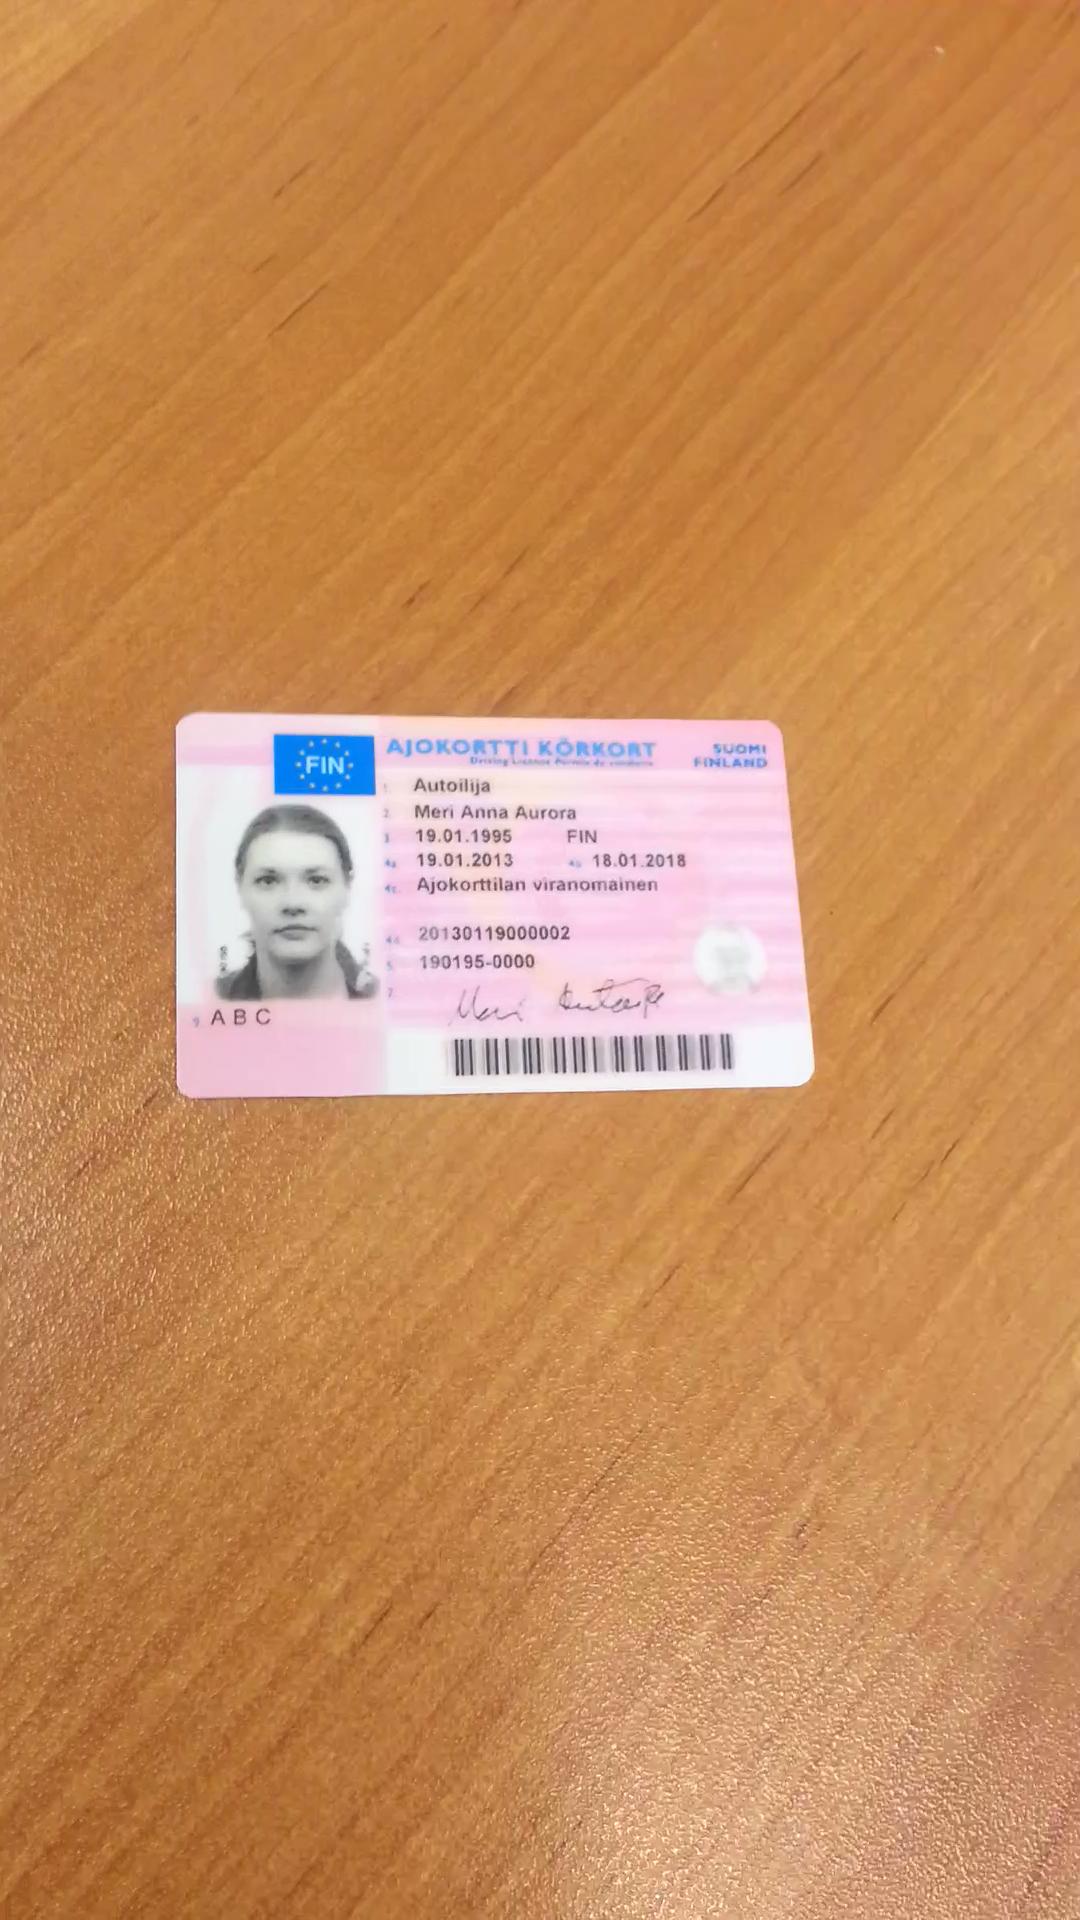 FIN
AJOKORTTI KÖRKORT
SUOMI
FINLAND
Driving Licence Permis de conduire
1. Autoilija
2. Meri Anna Aurora
3. 19.01.1995 FIN
4a. 19.01.2013 4b. 18.01.2018
4c. Ajokorttilan viranomainen
4d. 20130119000002
5. 190195-0000
7. Meri Autoilija
9. A B C